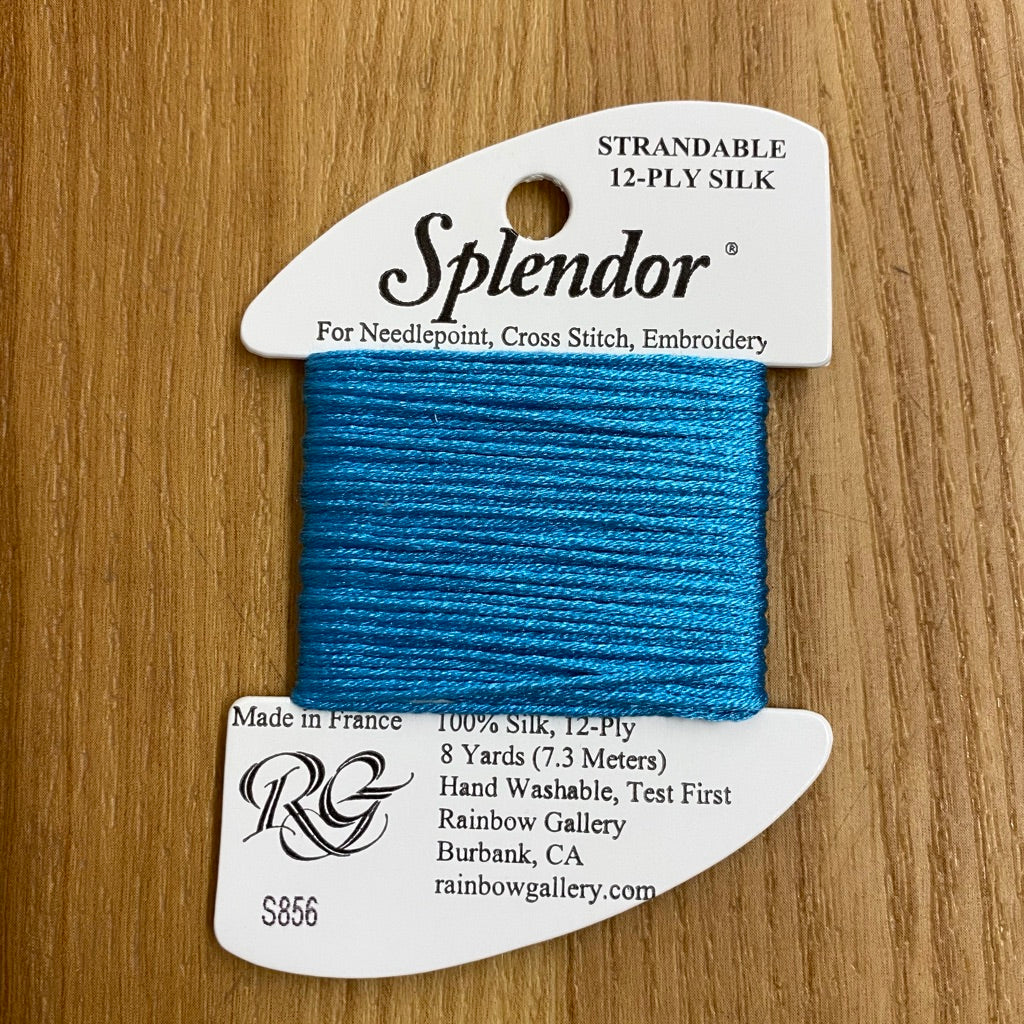 STRANDABLE
12-PLY SILK
Splendor ®
For Needlepoint, Cross Stitch, Embroidery
Made in France
RG
S856
100% Silk, 12-Ply
8 Yards (7.3 Meters)
Hand Washable, Test First
Rainbow Gallery
Burbank, CA
rainbowgallery.com